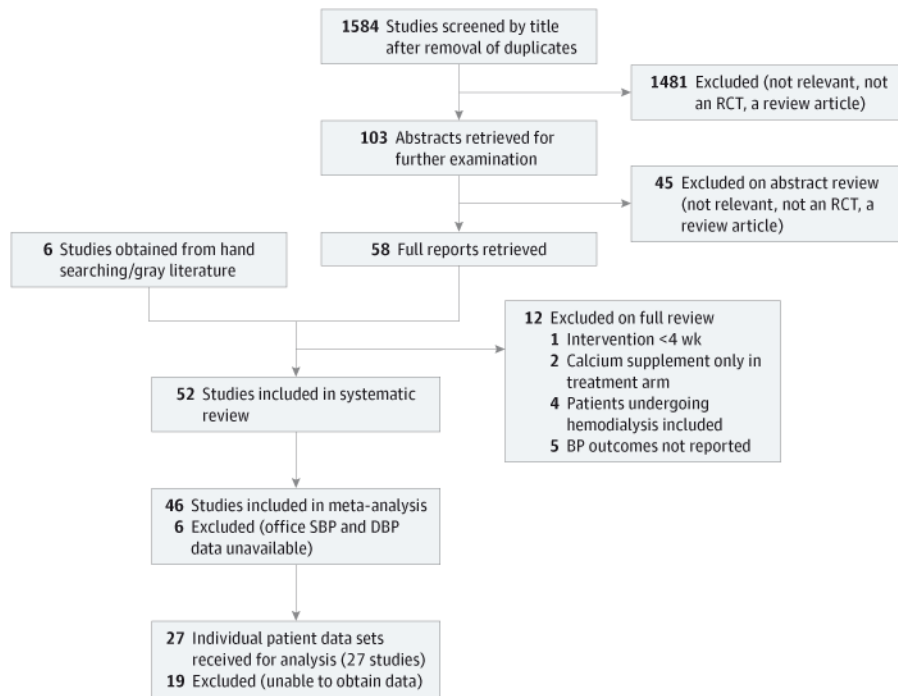 1584 Studies screened by title
after removal of duplicates
1481 Excluded (not relevant, not
an RCT, a review article)
103 Abstracts retrieved for
further examination
45 Excluded on abstract review
(not relevant, not an RCT, a
review article)
6 Studies obtained from hand
searching/gray literature
58 Full reports retrieved
12 Excluded on full review
1 Intervention <4 wk
2 Calcium supplement only in
treatment arm
4 Patients undergoing
hemodialysis included
5 BP outcomes not reported
52 Studies included in systematic
review
46 Studies included in meta-analysis
6 Excluded (office SBP and DBP
data unavailable)
27 Individual patient data sets
received for analysis (27 studies)
19 Excluded (unable to obtain data)